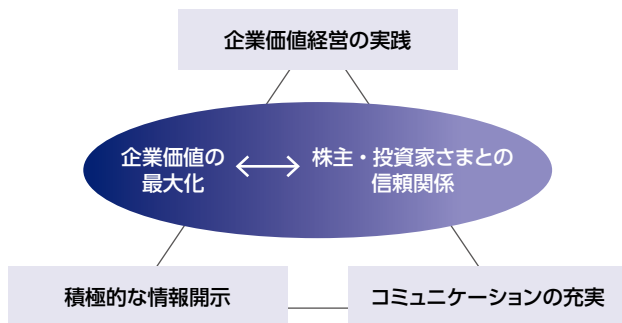 企業価値経営の実践
企業価値の
最大化
株主・投資家さまとの
信頼関係
積極的な情報開示
コミュニケーションの充実